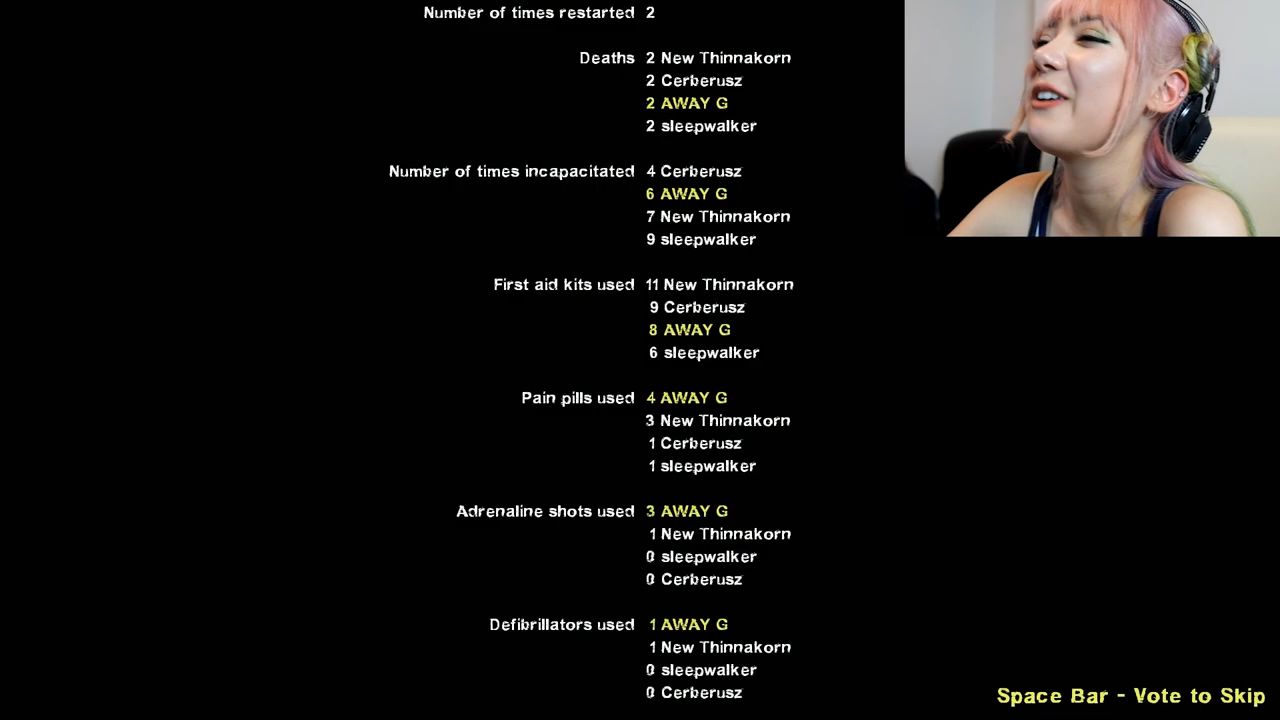 Number of times restarted 2
Deaths 2 New Thinnakorn
2 Cerberusz
2 AWAY G
2 sleepwalker
Number of times incapacitated 4 Cerberusz
6 AWAY G
7 New Thinnakorn
9 sleepwalker
First aid kits used 11 New Thinnakorn
9 Cerberusz
8 AWAY G
6 sleepwalker
Pain pills used 4 AWAY G
3 New Thinnakorn
1 Cerberusz
1 sleepwalker
Adrenaline shots used 3 AWAY G
1 New Thinnakorn
0 sleepwalker
0 Cerberusz
Defibrillators used 1 AWAY G
1 New Thinnakorn
0 sleepwalker
0 Cerberusz
Space Bar - Vote to Skip